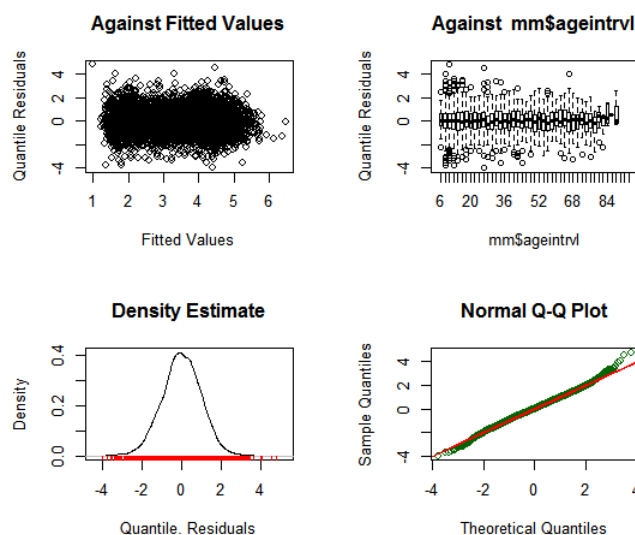 Against Fitted Values
Quantile Residuals
4
2
0
-4
1 2 3 4 5 6
Fitted Values
Against mm$ageintrvl
Quantile Residuals
4
2
0
-4
6 20 36 52 68 84
mm$ageintrvl
Density Estimate
Density
0.4
0.2
0.0
-4 -2 0 2 4
Quantile. Residuals
Normal Q-Q Plot
Sample Quantiles
4
2
0
-4
-4 -2 0 2 4
Theoretical Quantiles